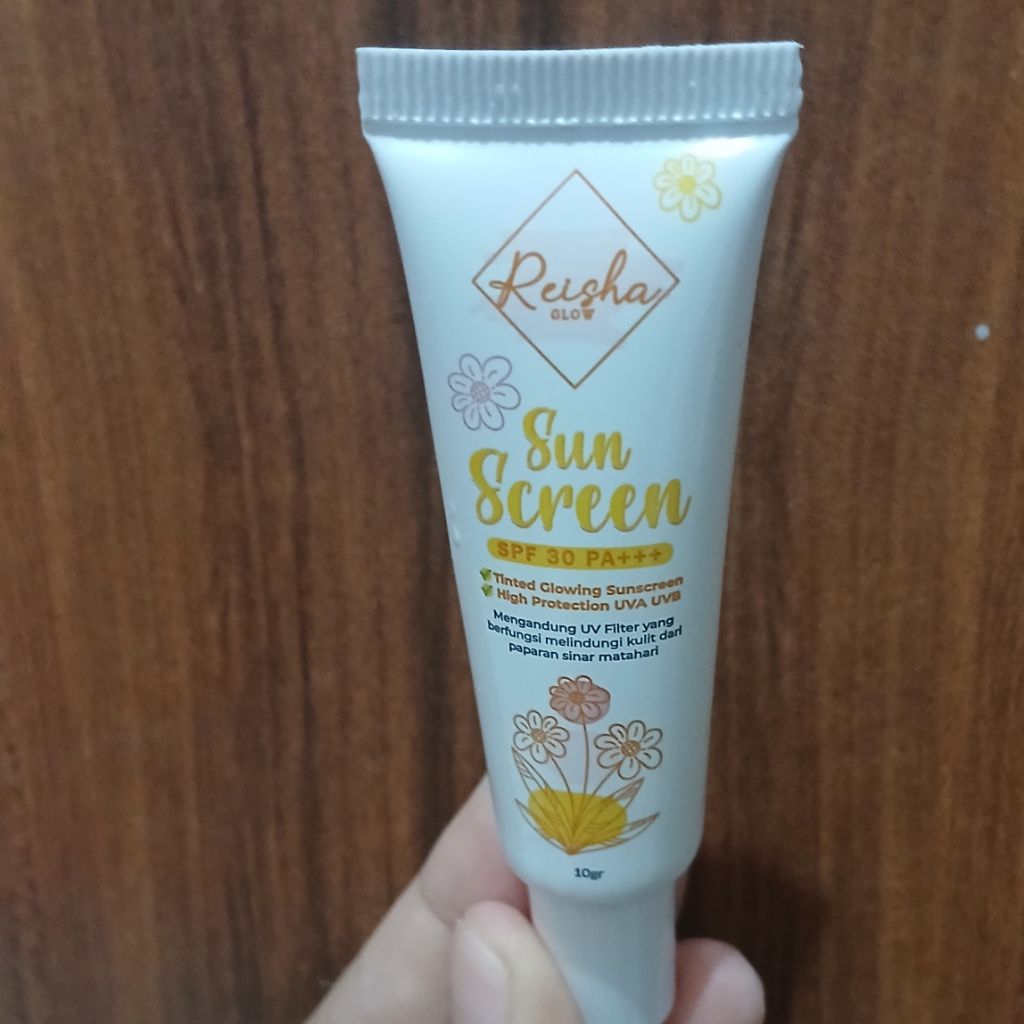 Reisha
GLOW
Sun
Screen
SPF 30 PA+++
Tinted Glowing Sunscreen
High Protection UVA UVB
Mengandung UV Filter yang
berfungsi melindungi kulit dari
paparan sinar matahari
10gr